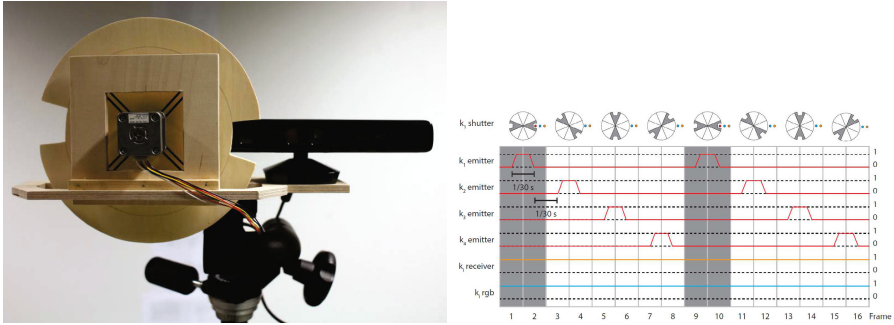 k₁ shutter
k₁ emitter
1
0
1/30 s
k₂ emitter
1
0
1/30 s
k₃ emitter
1
0
k₄ emitter
1
0
kᵢ receiver
1
0
kᵢ rgb
1
0
1 2 3 4 5 6 7 8 9 10 11 12 13 14 15 16 Frame